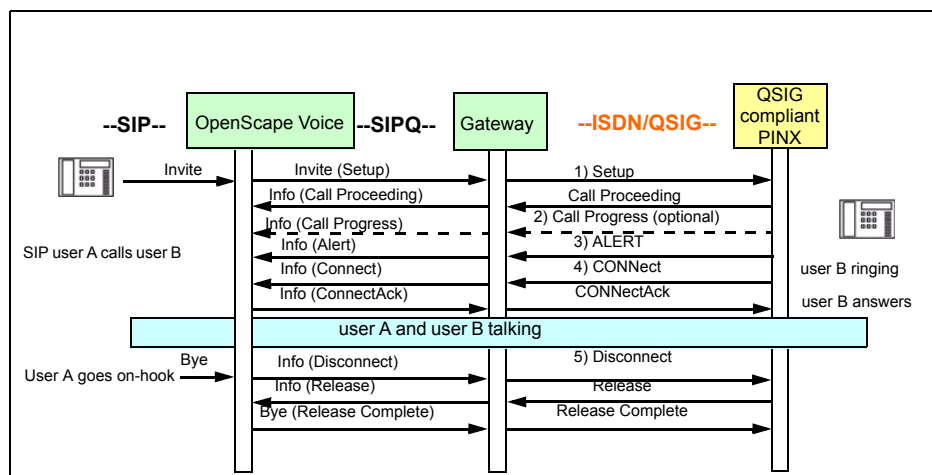 --SIP--
OpenScape Voice
--SIPQ--
Gateway
--ISDN/QSIG--
QSIG
compliant
PINX
Invite
Invite (Setup)
1) Setup
Info (Call Proceeding)
Call Proceeding
Info (Call Progress)
2) Call Progress (optional)
SIP user A calls user B
Info (Alert)
3) ALERT
Info (Connect)
4) CONNect
user B ringing
Info (ConnectAck)
CONNectAck
user B answers
user A and user B talking
Bye
Info (Disconnect)
5) Disconnect
User A goes on-hook
Info (Release)
Release
Bye (Release Complete)
Release Complete